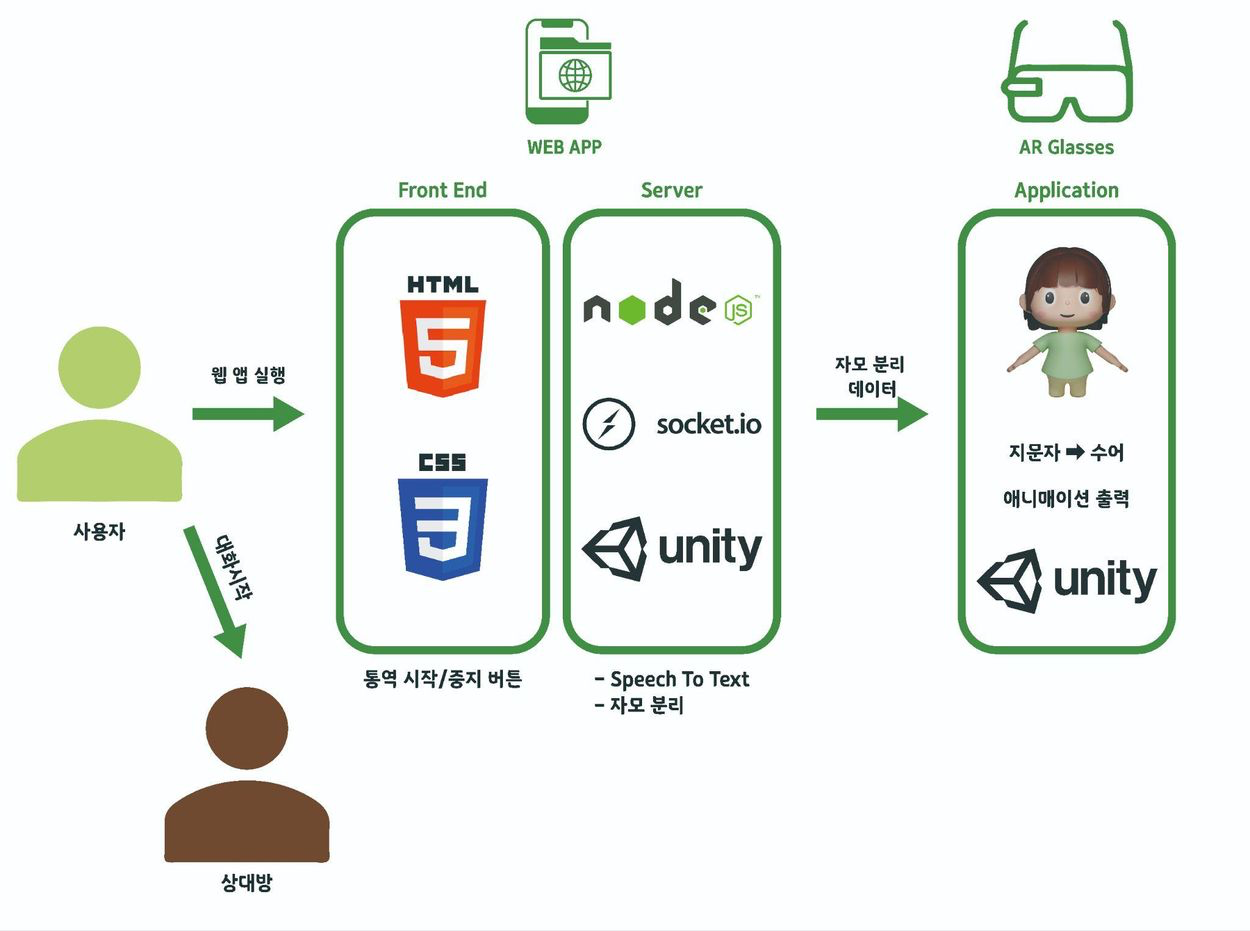 WEB APP
AR Glasses
Front End
Server
Application
HTML
5
CSS
3
node
JS
TM
socket.io
unity
웹 앱 실행
사용자
대화시작
상대방
통역 시작/중지 버튼
- Speech To Text
- 자모 분리
자모 분리
데이터
지문자 ➡ 수어
애니매이션 출력
unity